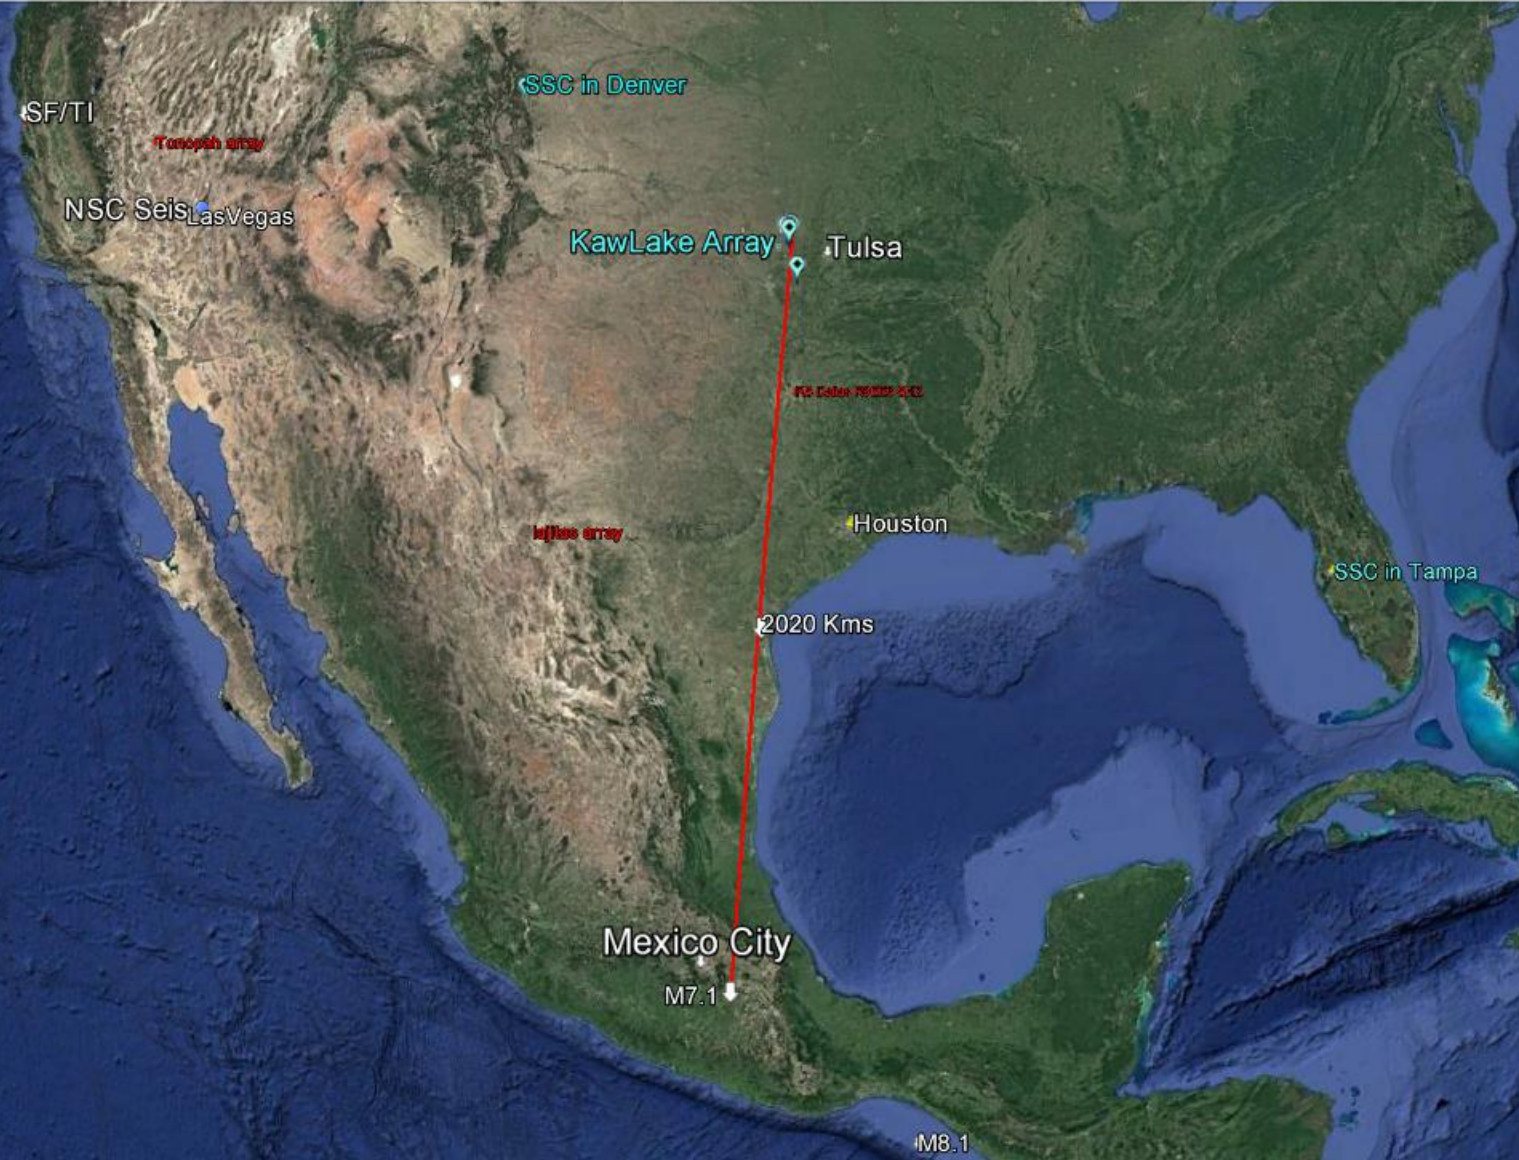 SSC in Denver
SF/TI
Tonopah array
NSC Seis
LasVegas
KawLake Array
Tulsa
Houston
lajitas array
SSC in Tampa
2020 Kms
Mexico City
M7.1
M8.1